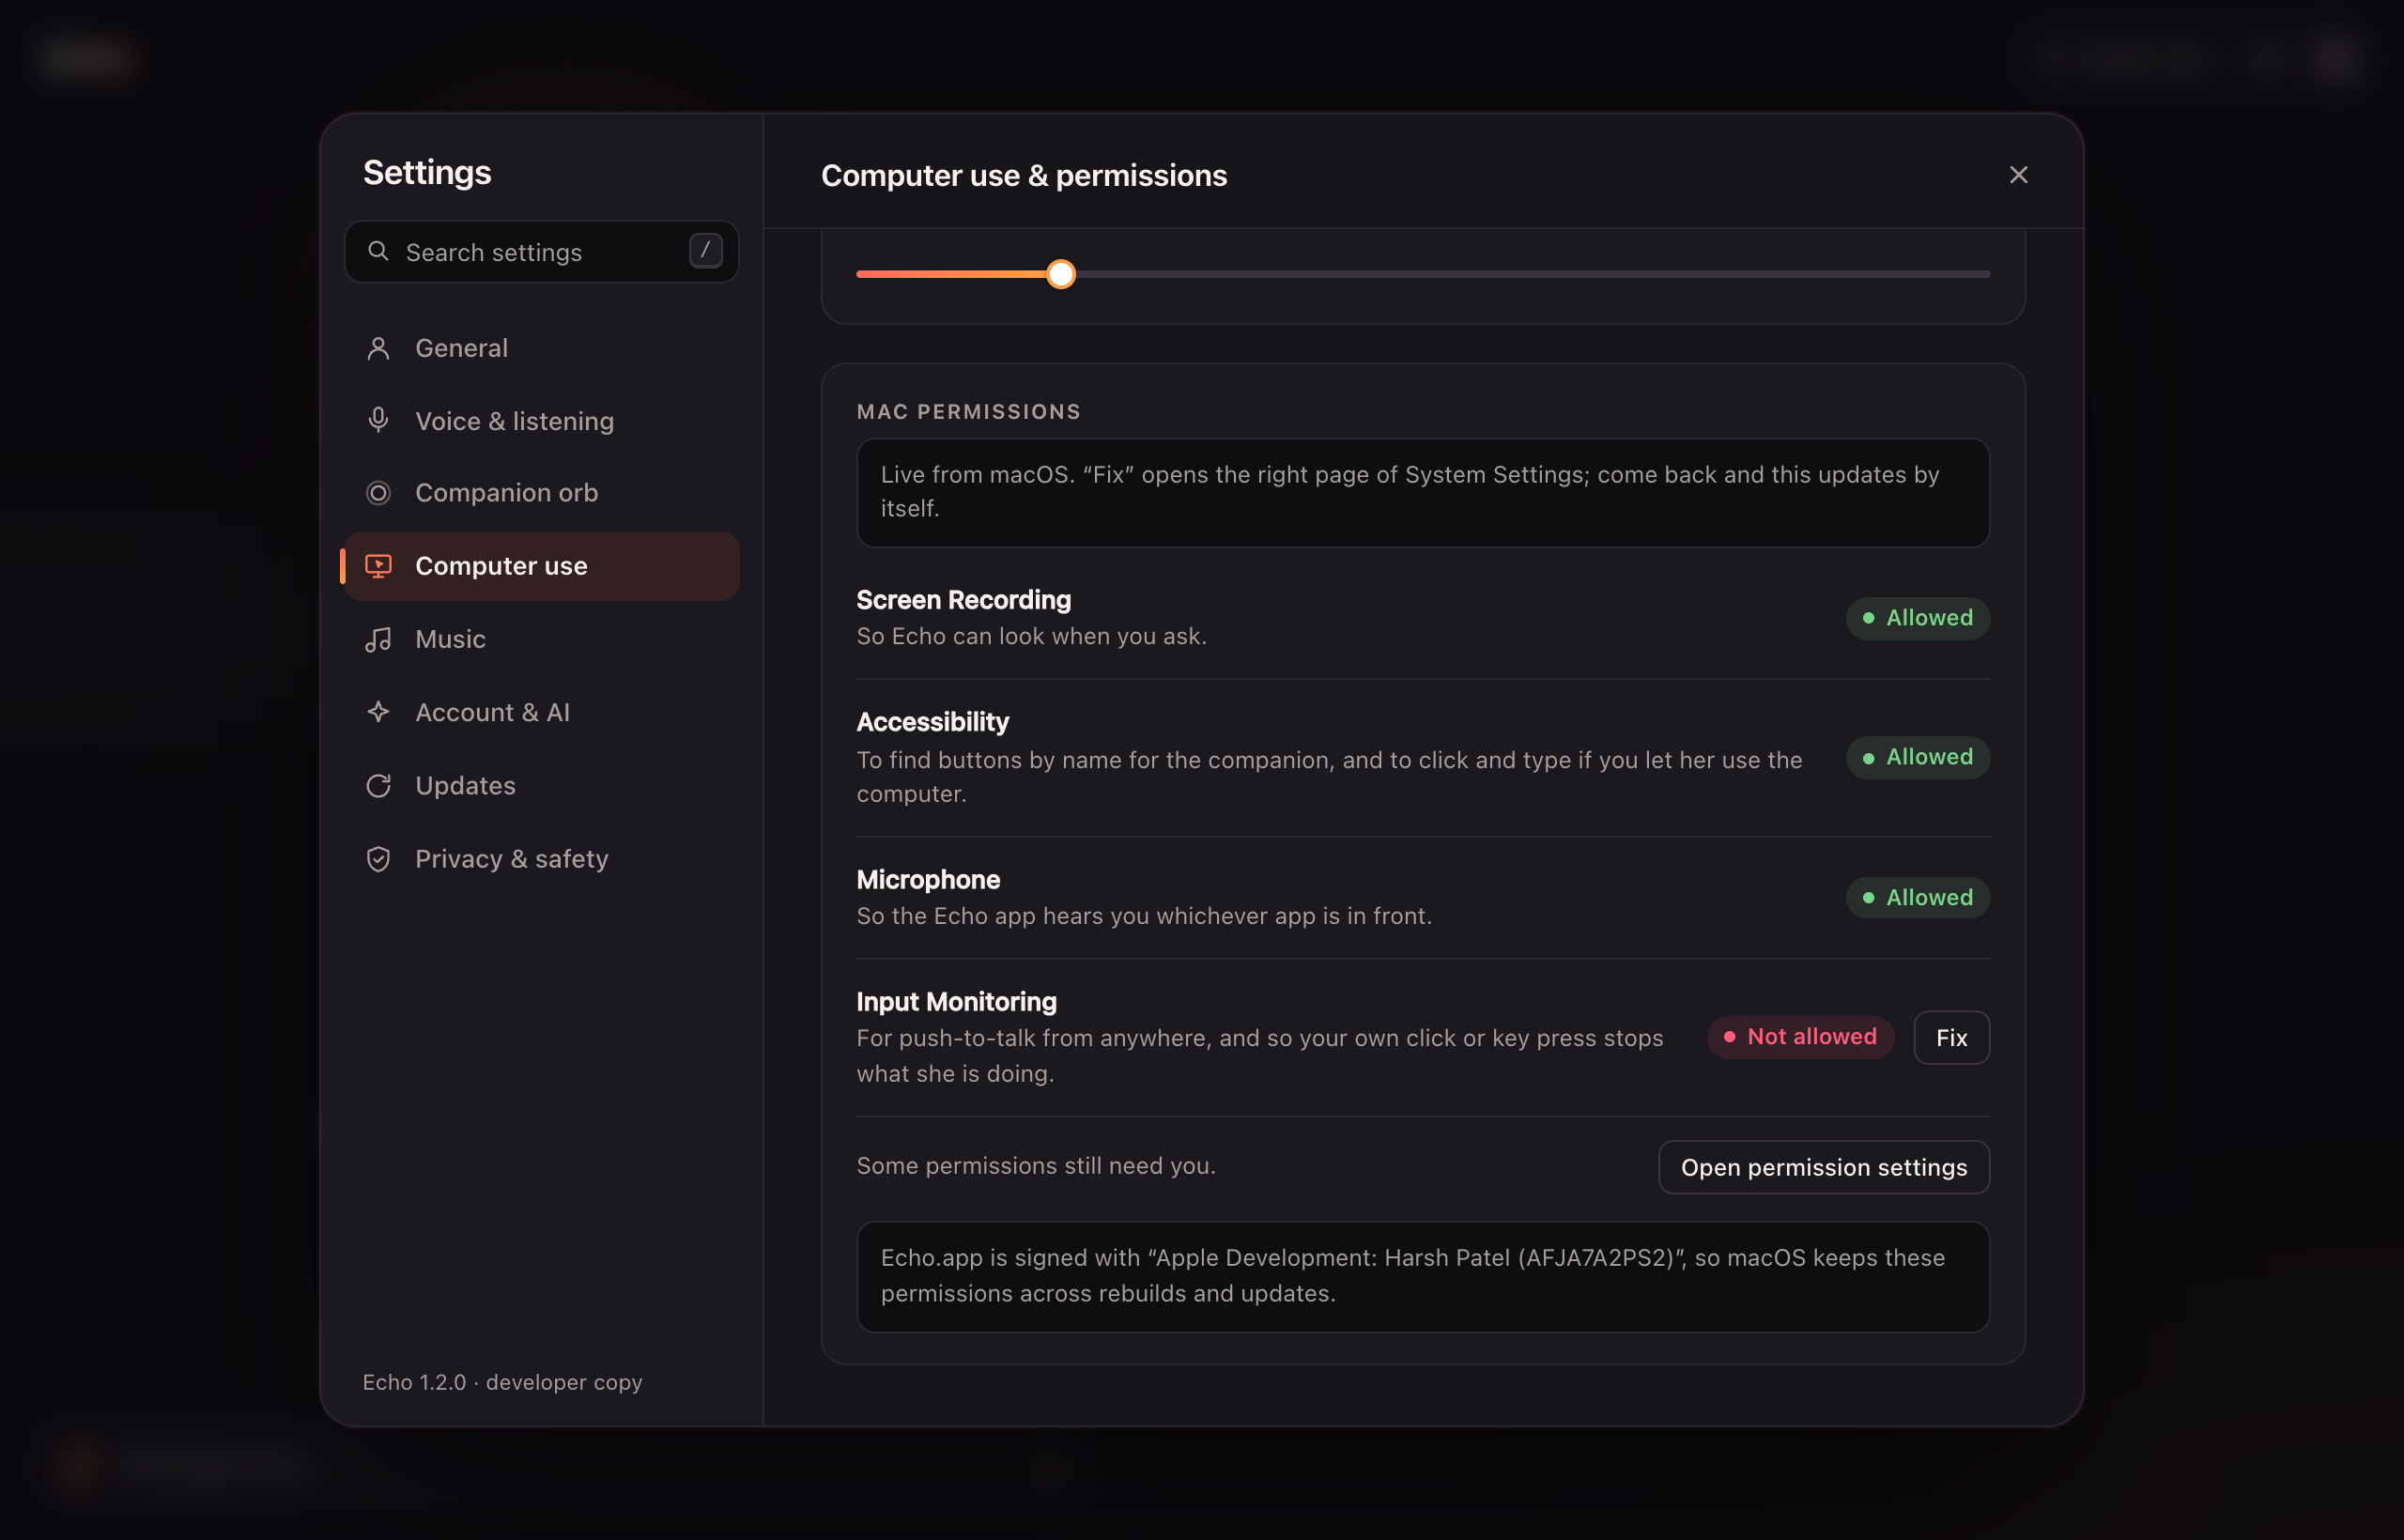 Settings
Search settings
/
General
Voice & listening
Companion orb
Computer use
Music
Account & AI
Updates
Privacy & safety
Echo 1.2.0 · developer copy
Computer use & permissions
MAC PERMISSIONS
Live from macOS. “Fix” opens the right page of System Settings; come back and this updates by
itself.
Screen Recording
So Echo can look when you ask.
Allowed
Accessibility
To find buttons by name for the companion, and to click and type if you let her use the
computer.
Allowed
Microphone
So the Echo app hears you whichever app is in front.
Allowed
Input Monitoring
For push-to-talk from anywhere, and so your own click or key press stops
what she is doing.
Not allowed
Fix
Some permissions still need you.
Open permission settings
Echo.app is signed with “Apple Development: Harsh Patel (AFJA7A2PS2)”, so macOS keeps these
permissions across rebuilds and updates.